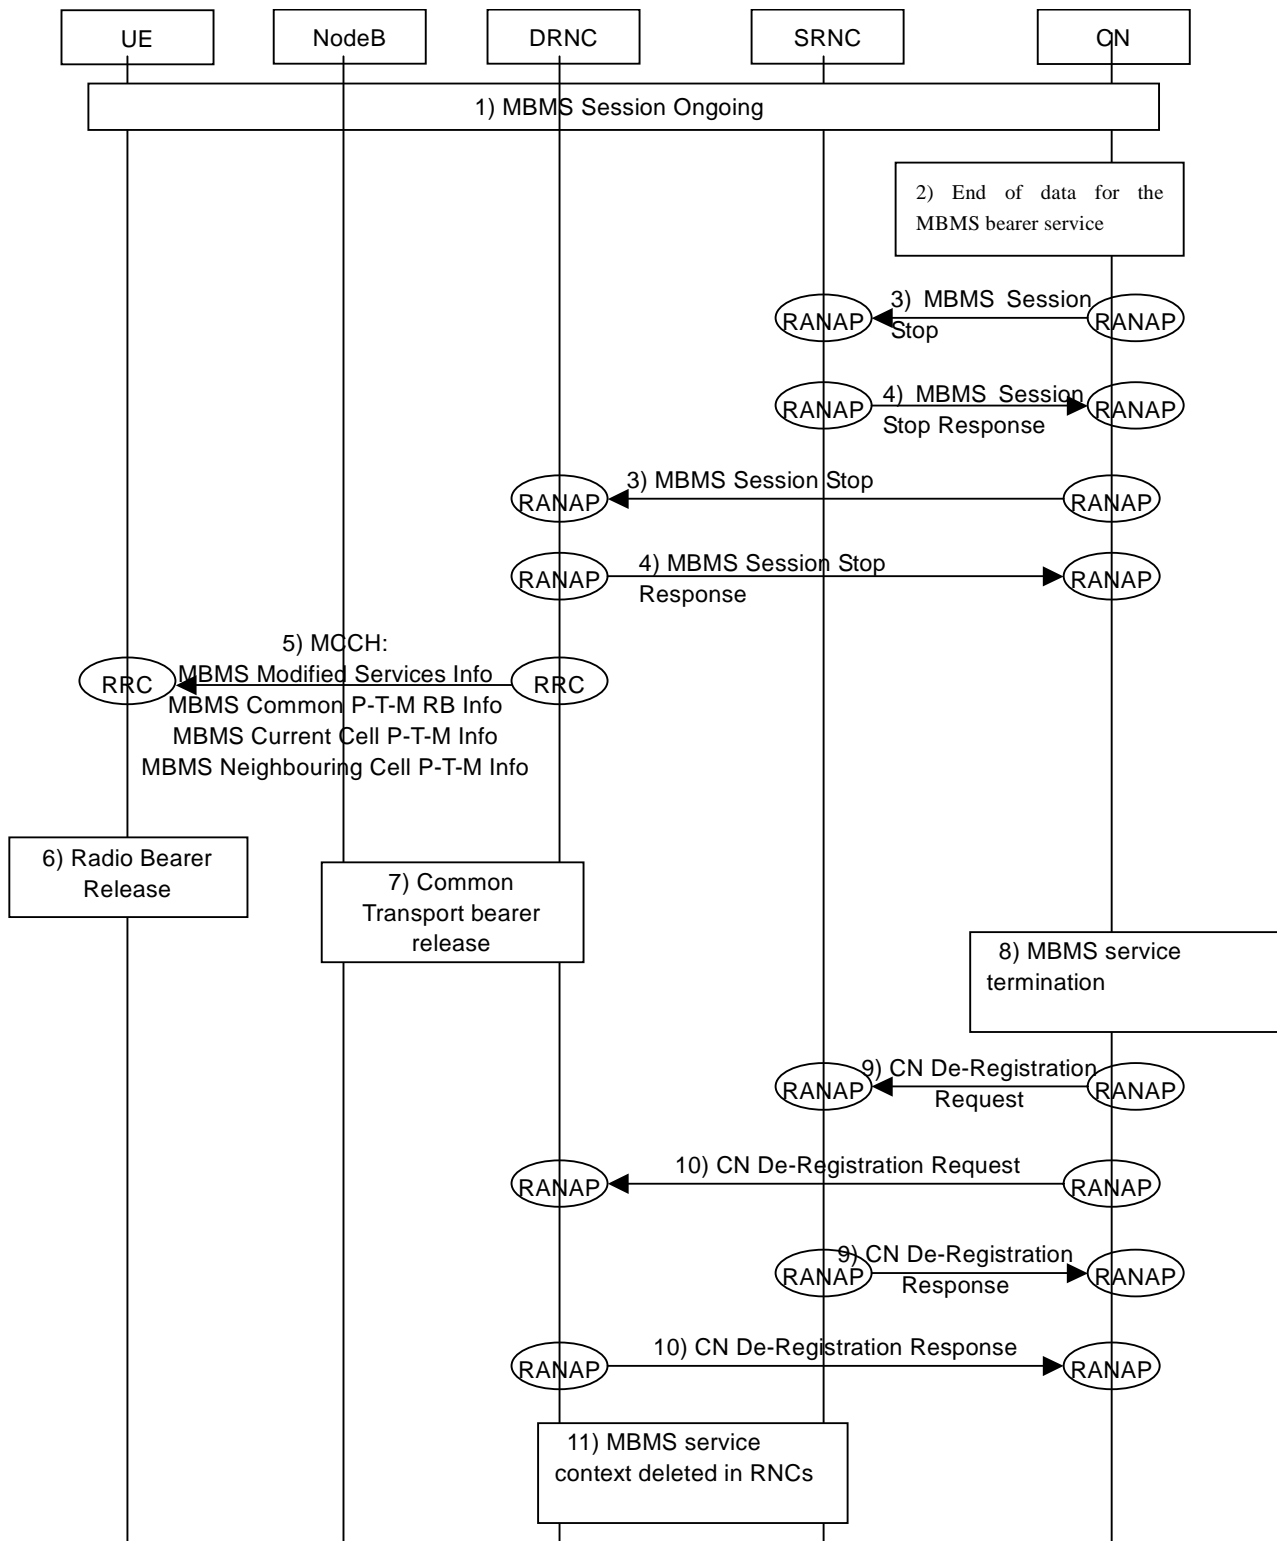 UE
NodeB
DRNC
SRNC
CN
1) MBMS Session Ongoing
2) End of data for the
MBMS bearer service
RANAP
3) MBMS Session
Stop
RANAP
RANAP
4) MBMS Session
Stop Response
RANAP
RANAP
3) MBMS Session Stop
RANAP
RANAP
4) MBMS Session Stop
Response
RANAP
5) MCCH:
RRC
MBMS Modified Services Info
RRC
MBMS Common P-T-M RB Info
MBMS Current Cell P-T-M Info
MBMS Neighbouring Cell P-T-M Info
6) Radio Bearer
Release
7) Common
Transport bearer
release
8) MBMS service
termination
RANAP
9) CN De-Registration
Request
RANAP
RANAP
10) CN De-Registration Request
RANAP
RANAP
9) CN De-Registration
Response
RANAP
RANAP
10) CN De-Registration Response
RANAP
11) MBMS service
context deleted in RNCs